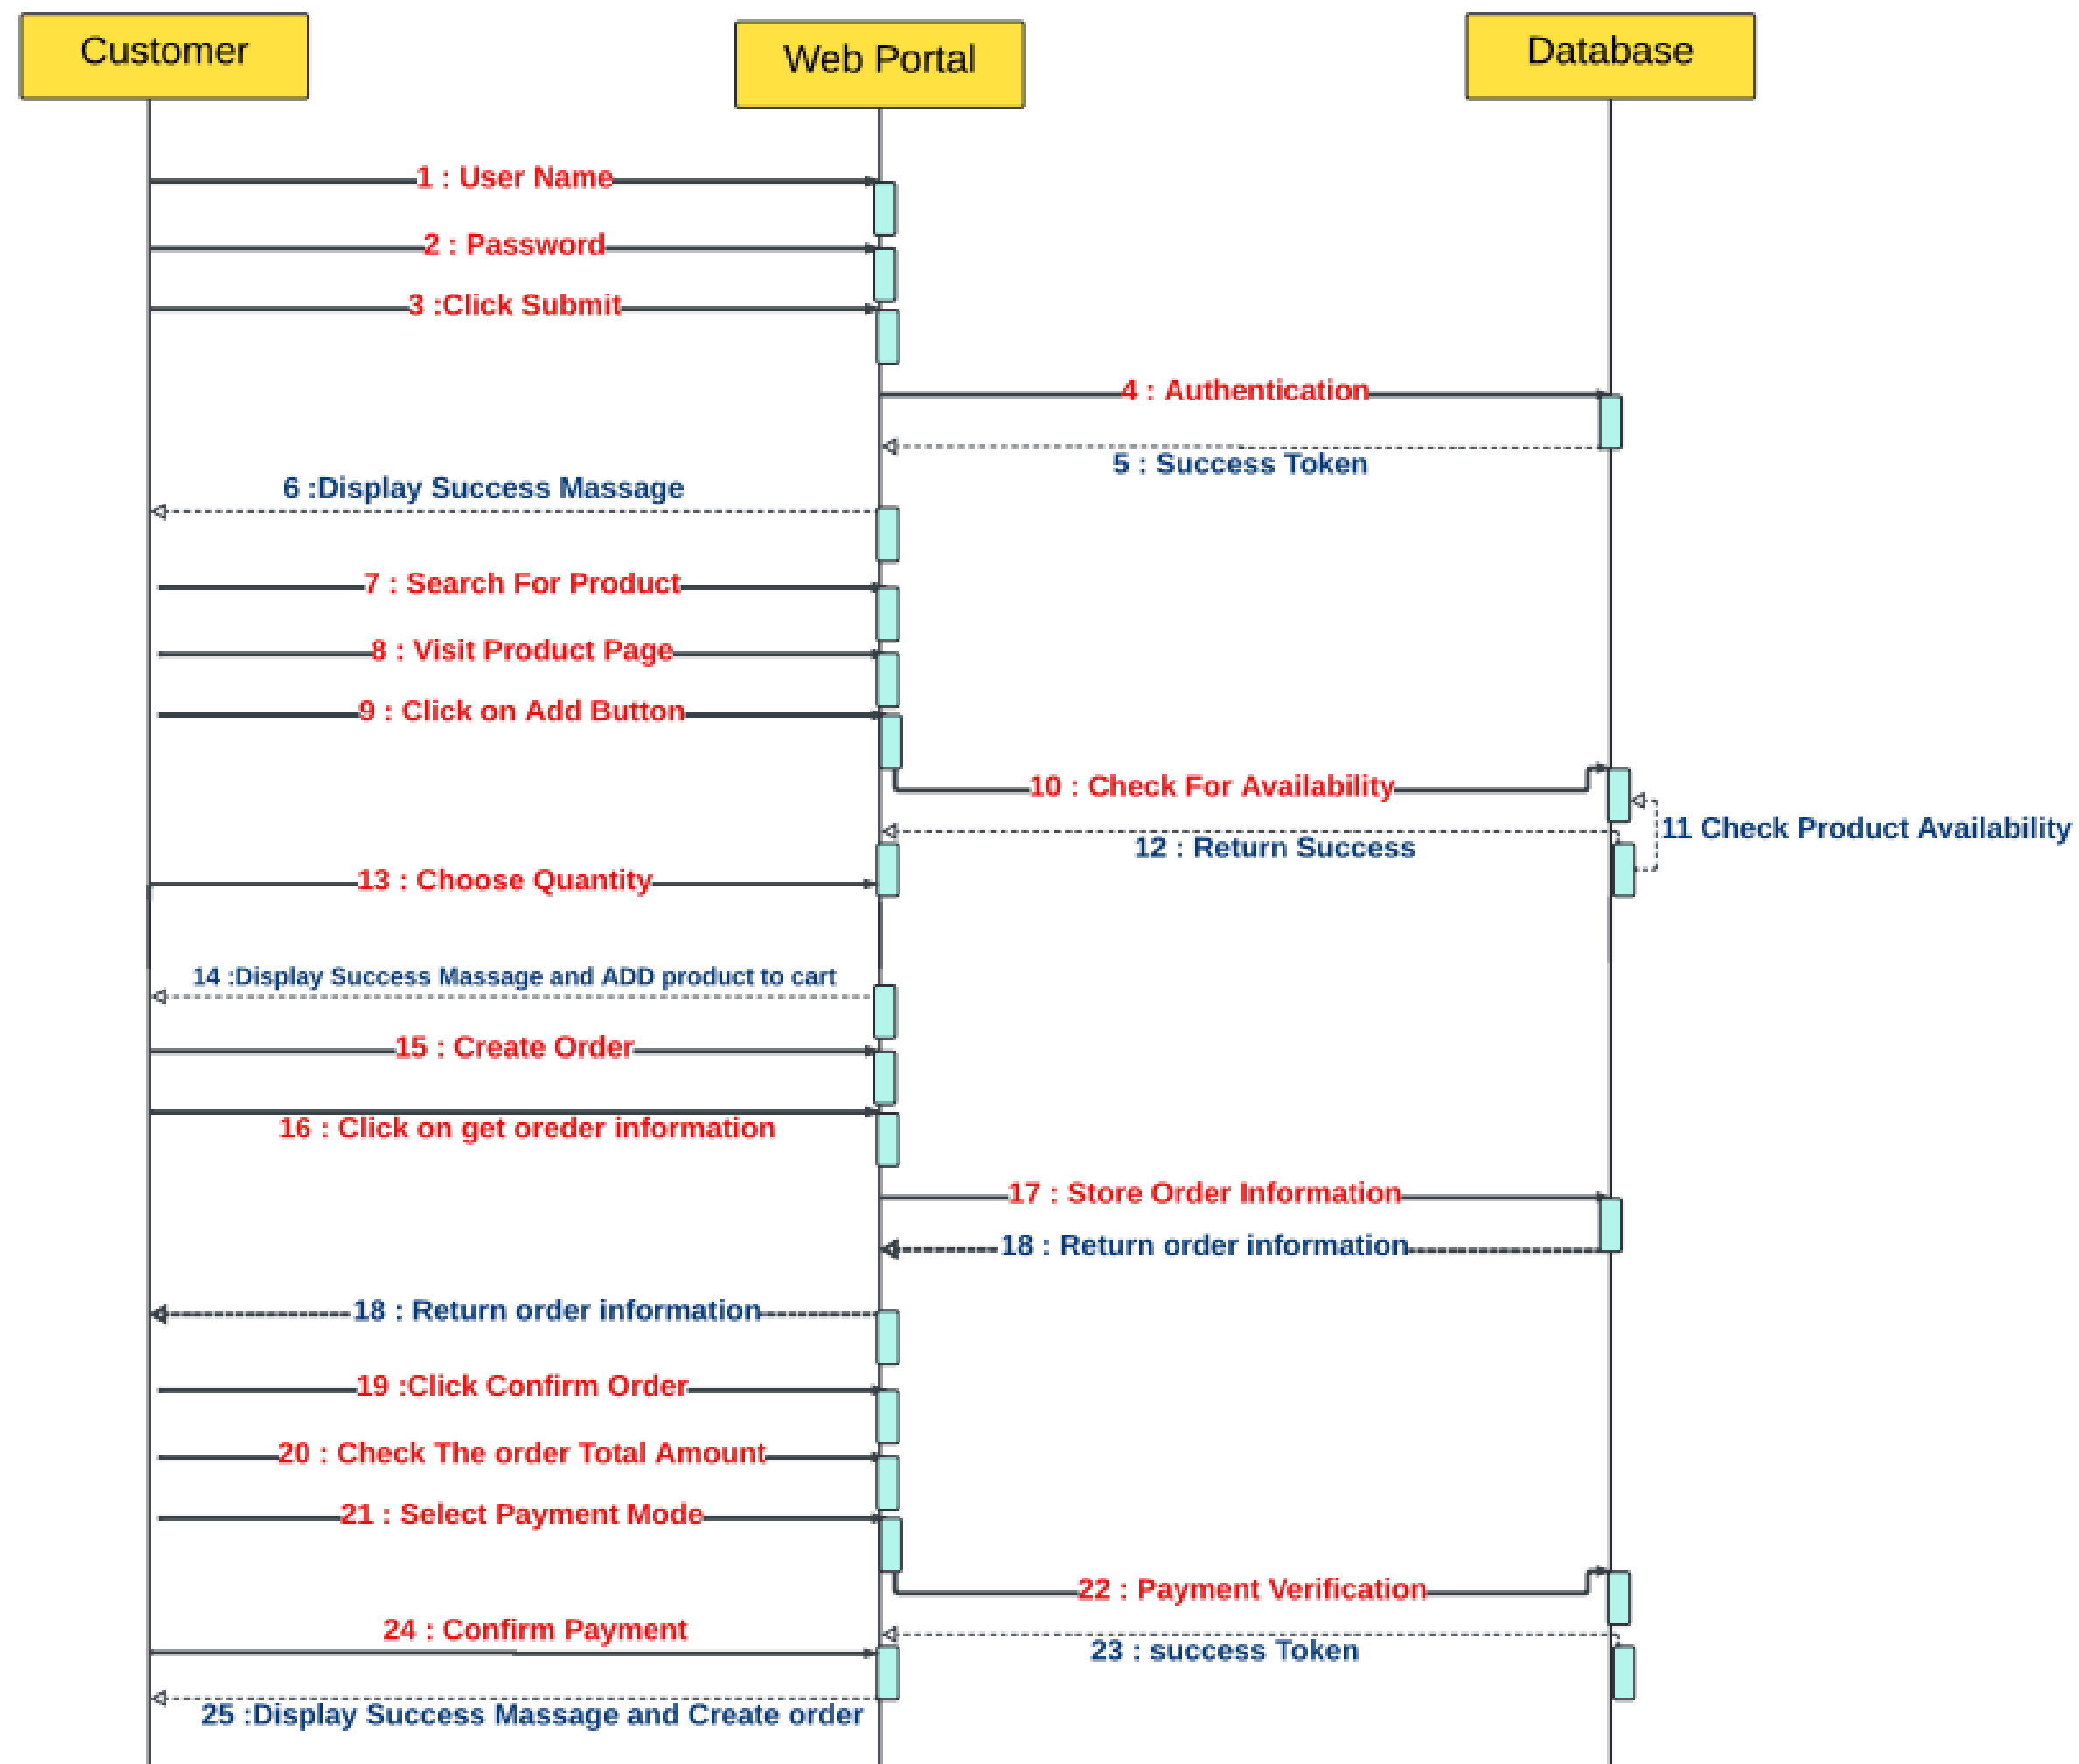 Customer
Web Portal
Database
1 : User Name
2 : Password
3 :Click Submit
4 : Authentication
5 : Success Token
6 :Display Success Massage
7 : Search For Product
8 : Visit Product Page
9 : Click on Add Button
10 : Check For Availability
11 Check Product Availability
12 : Return Success
13 : Choose Quantity
14 :Display Success Massage and ADD product to cart
15 : Create Order
16 : Click on get oreder information
17 : Store Order Information
18 : Return order information
18 : Return order information
19 :Click Confirm Order
20 : Check The order Total Amount
21 : Select Payment Mode
22 : Payment Verification
24 : Confirm Payment
23 : success Token
25 :Display Success Massage and Create order